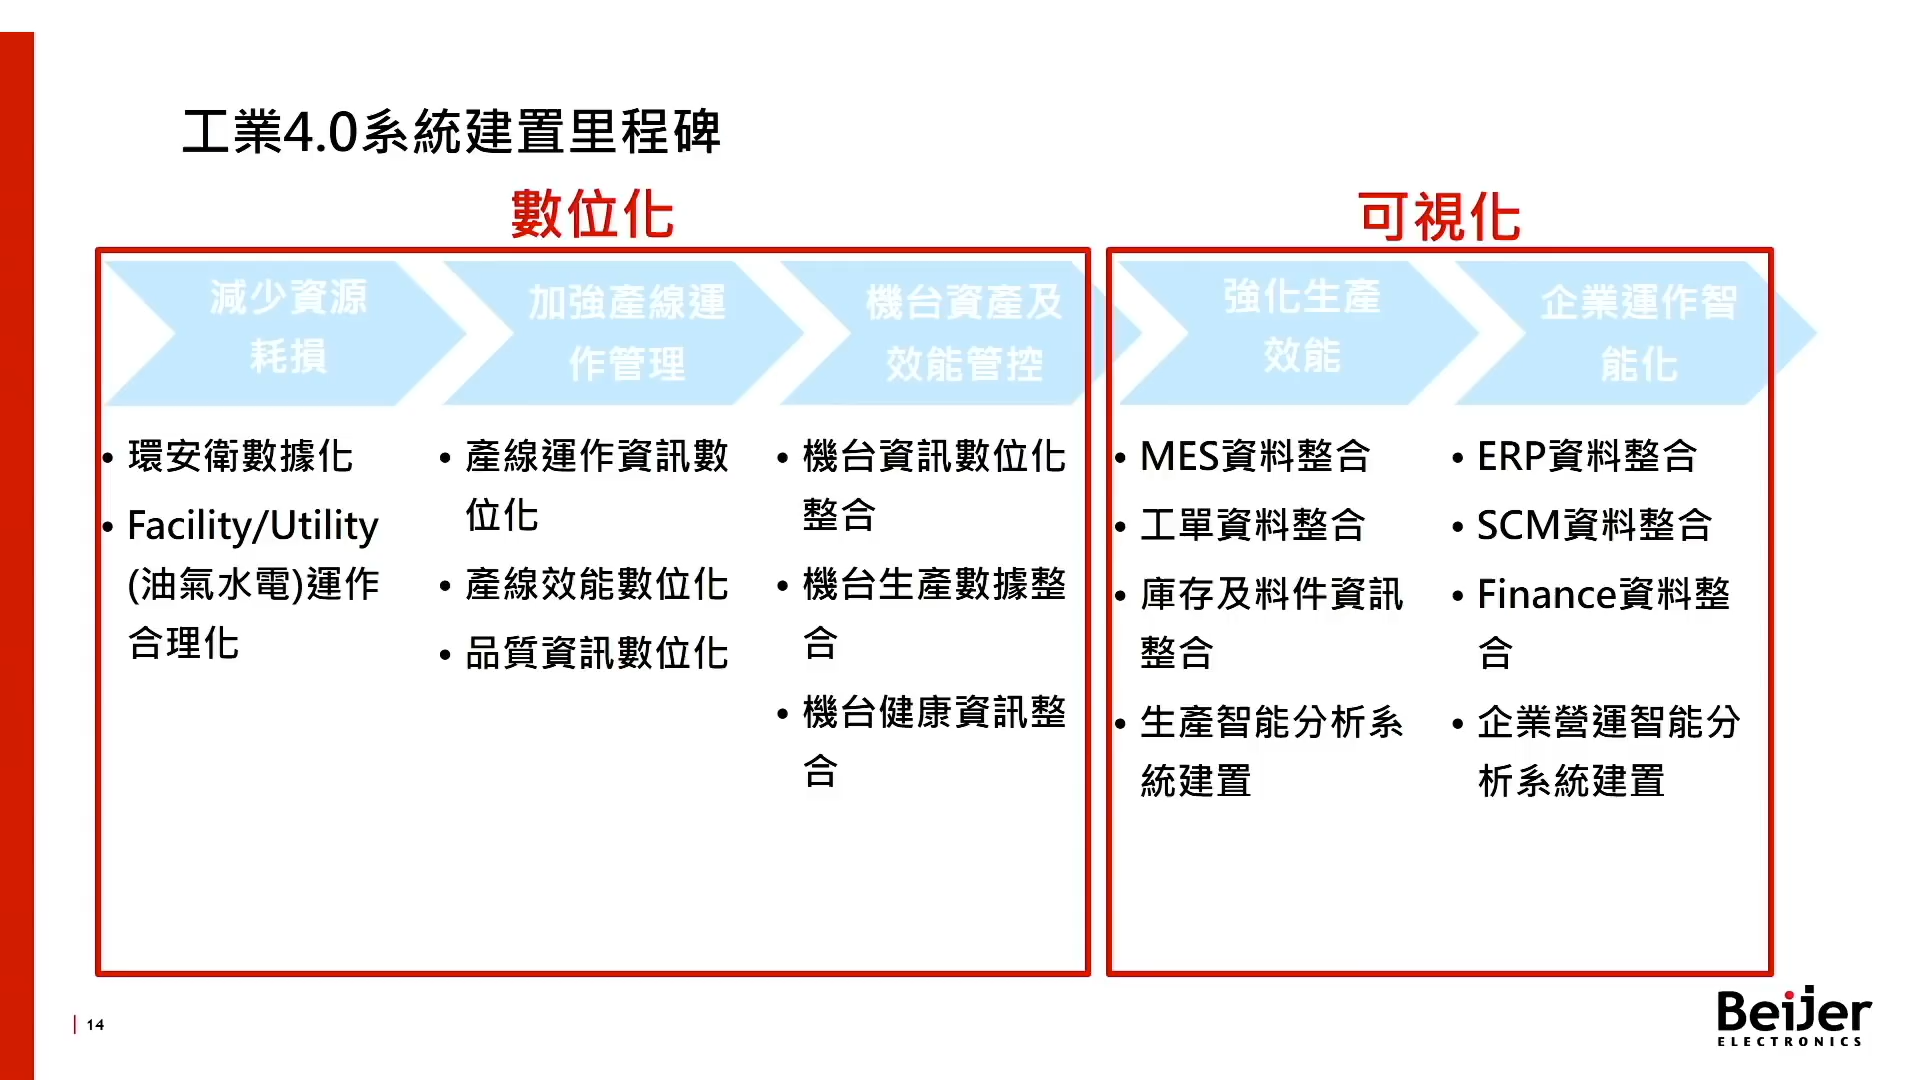 工業4.0系統建置里程碑
數位化
減少資源
耗損
加強產線運
作管理
機台資產及
效能管控
• 環安衛數據化
• Facility/Utility
(油氣水電)運作
合理化
• 產線運作資訊數
位化
• 產線效能數位化
• 品質資訊數位化
• 機台資訊數位化
整合
• 機台生產數據整
合
• 機台健康資訊整
合
可視化
強化生產
效能
企業運作智
能化
• MES資料整合
• 工單資料整合
• 庫存及料件資訊
整合
• 生產智能分析系
統建置
• ERP資料整合
• SCM資料整合
• Finance資料整
合
• 企業營運智能分
析系統建置
14
Beijer
ELECTRONICS